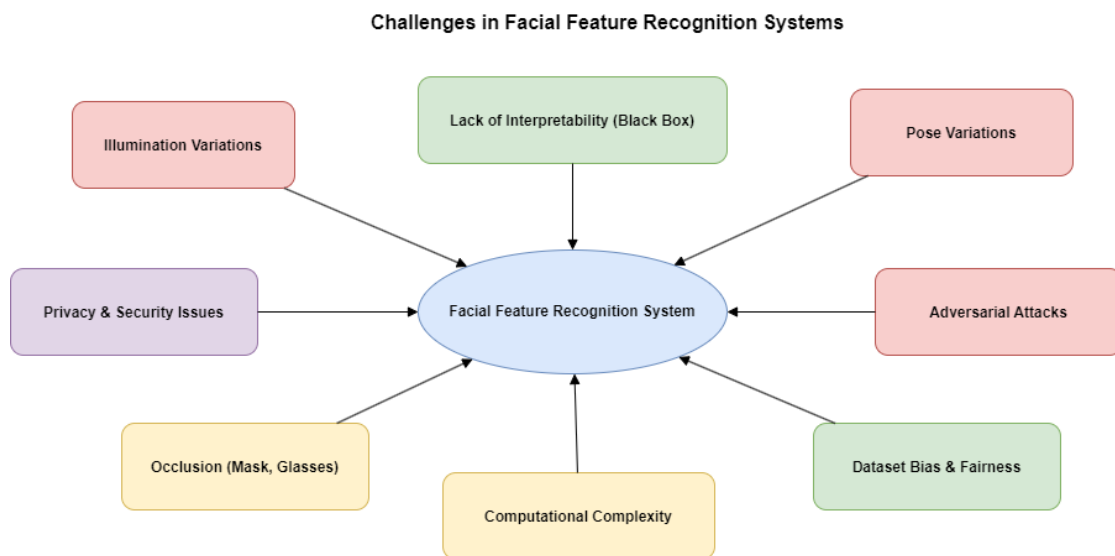 Challenges in Facial Feature Recognition Systems
Lack of Interpretability (Black Box)
Illumination Variations
Pose Variations
Privacy & Security Issues
Facial Feature Recognition System
Adversarial Attacks
Occlusion (Mask, Glasses)
Dataset Bias & Fairness
Computational Complexity